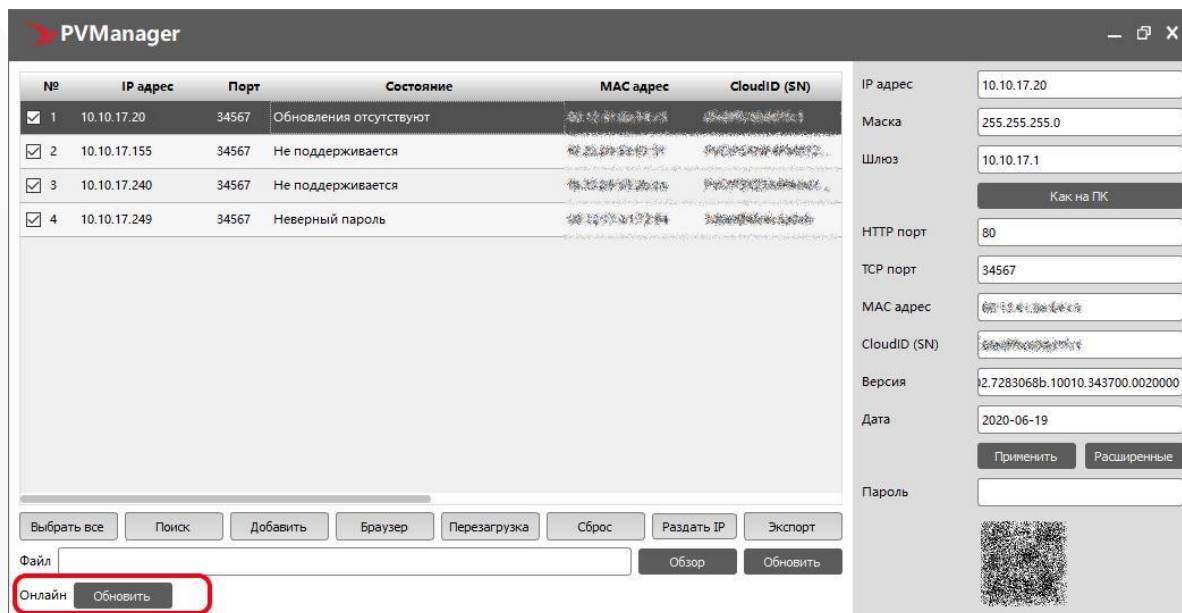 PVManager
№ IP адрес Порт Состояние MAC адрес CloudID (SN)
1 10.10.17.20 34567 Обновления отсутствуют
2 10.10.17.155 34567 Не поддерживается
3 10.10.17.240 34567 Не поддерживается
4 10.10.17.249 34567 Неверный пароль
Выбрать все Поиск Добавить Браузер Перезагрузка Сброс Раздать IP Экспорт
Файл Обзор Обновить
Онлайн Обновить
IP адрес 10.10.17.20
Маска 255.255.255.0
Шлюз 10.10.17.1
Как на ПК
HTTP порт 80
TCP порт 34567
MAC адрес
CloudID (SN)
Версия 2.7283068b.10010.343700.0020000
Дата 2020-06-19
Применить Расширенные
Пароль